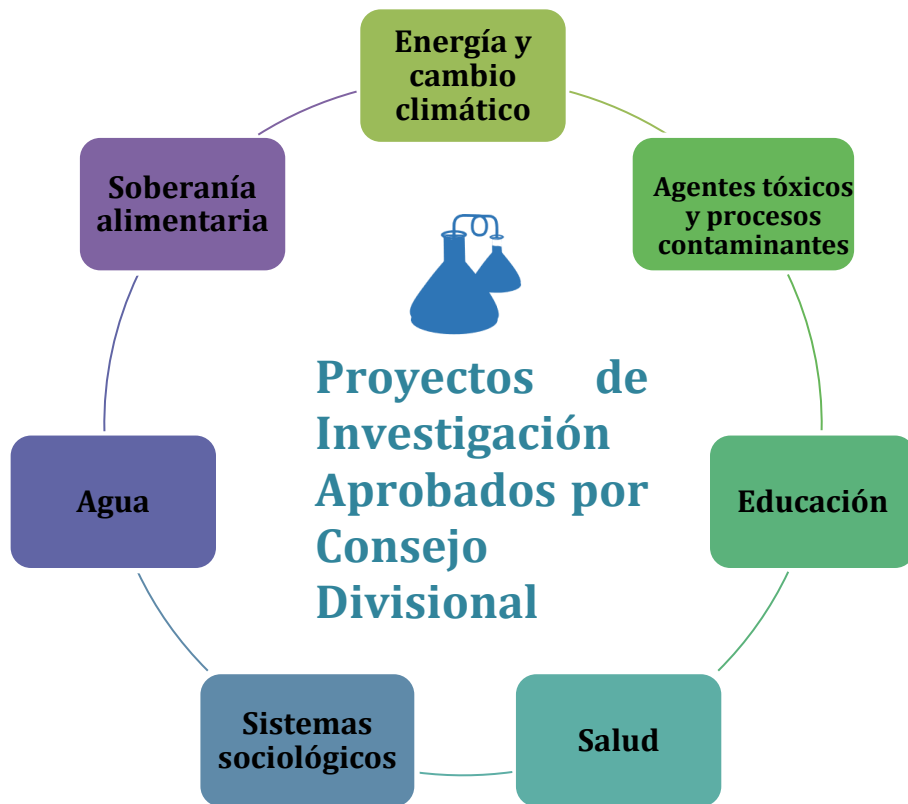 Energía y
cambio
climático
Agentes tóxicos
y procesos
contaminantes
Educación
Salud
Sistemas
sociológicos
Agua
Soberanía
alimentaria
Proyectos de
Investigación
Aprobados por
Consejo
Divisional